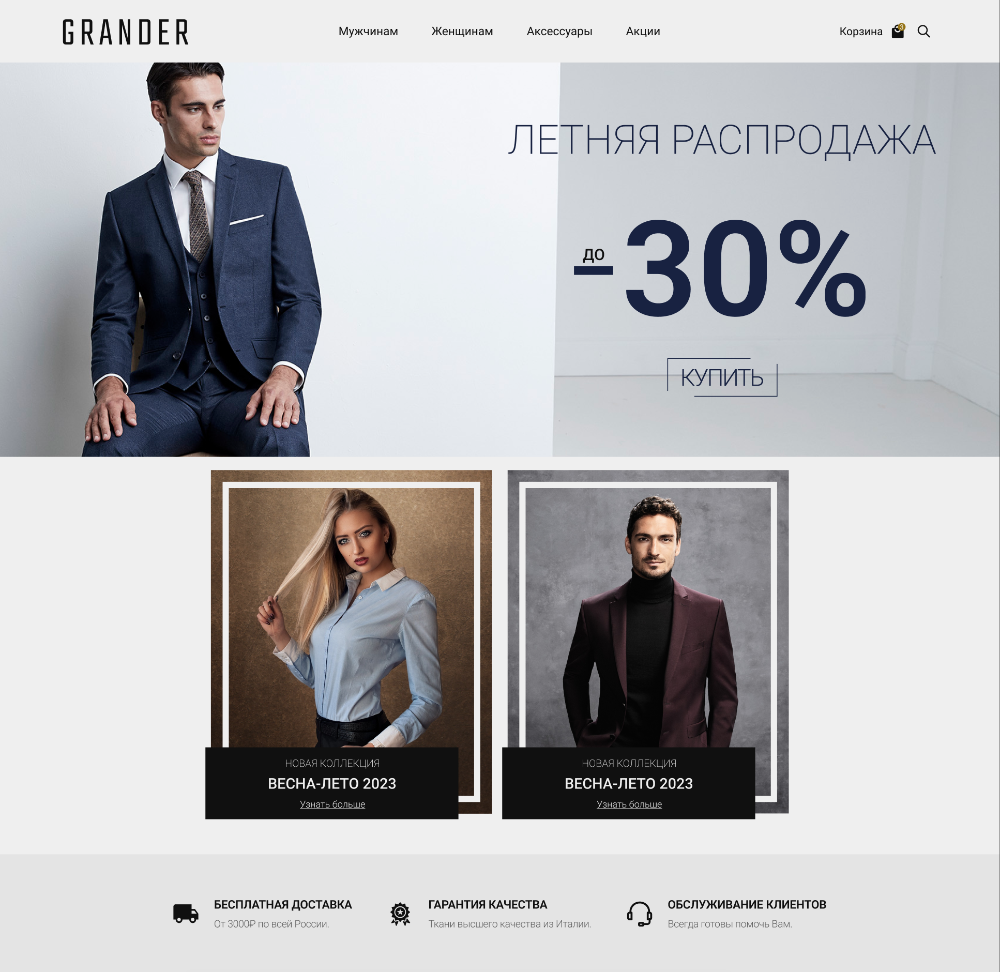 GRANDER
Мужчинам
Женщинам
Аксессуары
Акции
Корзина
3
ЛЕТНЯЯ РАСПРОДАЖА
до
-30%
КУПИТЬ
НОВАЯ КОЛЛЕКЦИЯ
ВЕСНА-ЛЕТО 2023
Узнать больше
НОВАЯ КОЛЛЕКЦИЯ
ВЕСНА-ЛЕТО 2023
Узнать больше
БЕСПЛАТНАЯ ДОСТАВКА
От 3000₽ по всей России.
ГАРАНТИЯ КАЧЕСТВА
Ткани высшего качества из Италии.
ОБСЛУЖИВАНИЕ КЛИЕНТОВ
Всегда готовы помочь Вам.